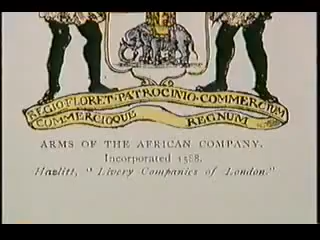 REGIO FLORET PATROCINIO COMMERCIUM
COMMERCIOQUE REGNUM
ARMS OF THE AFRICAN COMPANY.
Incorporated 1588.
Hazlitt, "Livery Companies of London."